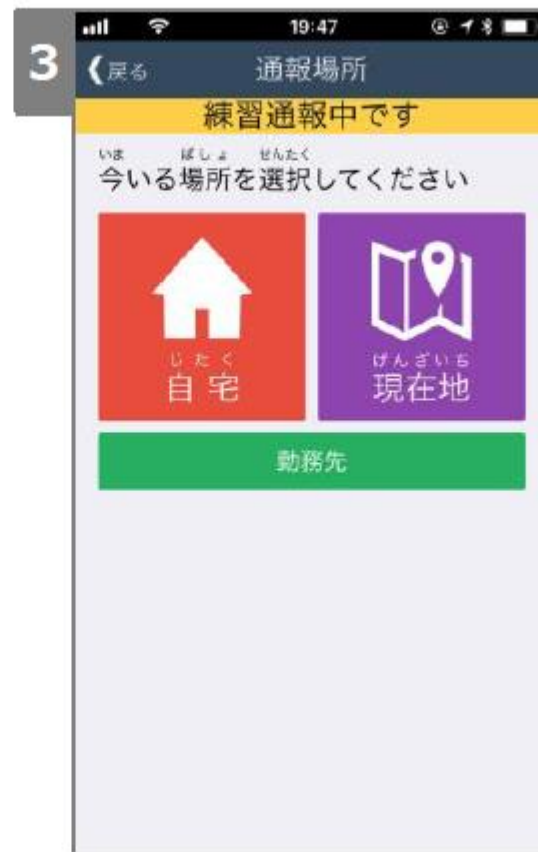 3
19:47
戻る 通報場所
練習通報中です
いま ばしょ せんたく
今いる場所を選択してください
じたく げんざいち
自宅 現在地
勤務先